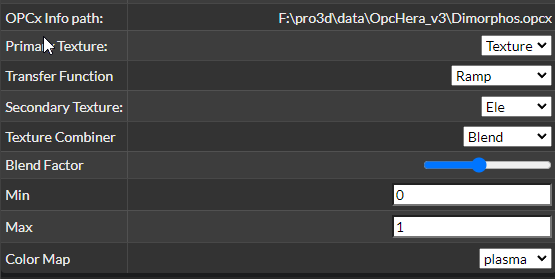 OPCx Info path: F:\pro3d\data\OpcHera_v3\Dimorphos.opcx
Primary Texture: Texture
Transfer Function Ramp
Secondary Texture: Ele
Texture Combiner Blend
Blend Factor
Min 0
Max 1
Color Map plasma